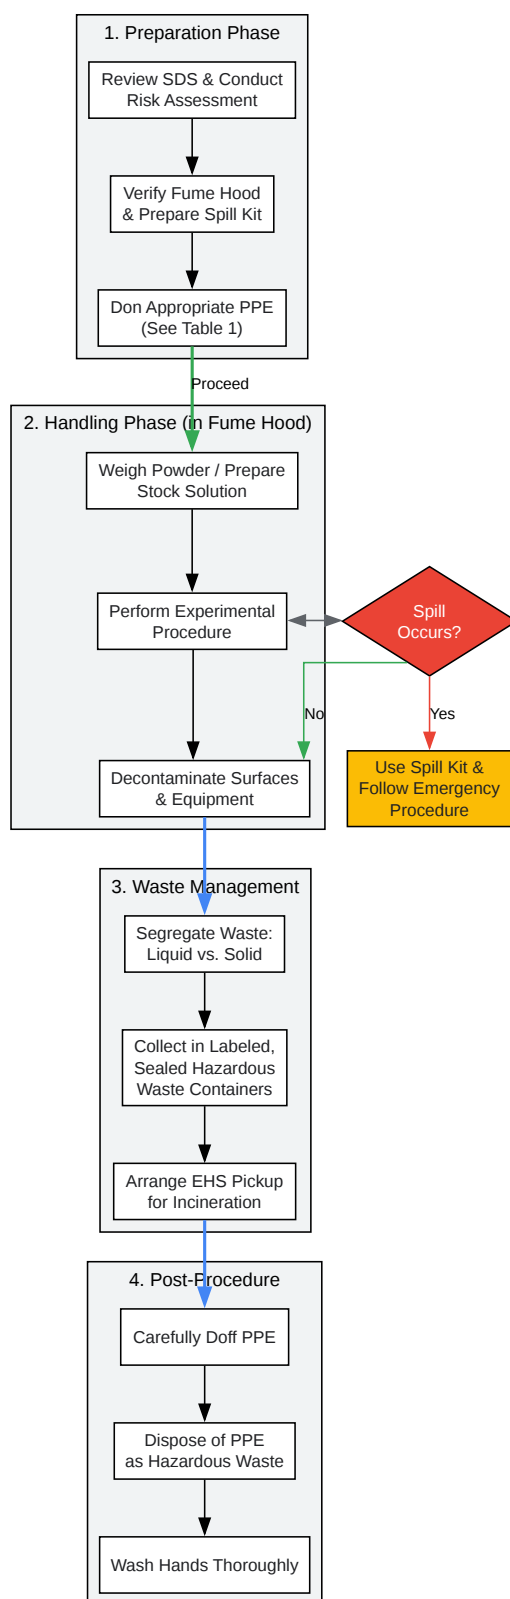 1. Preparation Phase
Review SDS & Conduct
Risk Assessment
Verify Fume Hood
& Prepare Spill Kit
Don Appropriate PPE
(See Table 1)
Proceed
2. Handling Phase (in Fume Hood)
Weigh Powder / Prepare
Stock Solution
Perform Experimental
Procedure
Spill
Occurs?
No
Yes
Use Spill Kit &
Follow Emergency
Procedure
Decontaminate Surfaces
& Equipment
3. Waste Management
Segregate Waste:
Liquid vs. Solid
Collect in Labeled,
Sealed Hazardous
Waste Containers
Arrange EHS Pickup
for Incineration
4. Post-Procedure
Carefully Doff PPE
Dispose of PPE
as Hazardous Waste
Wash Hands Thoroughly